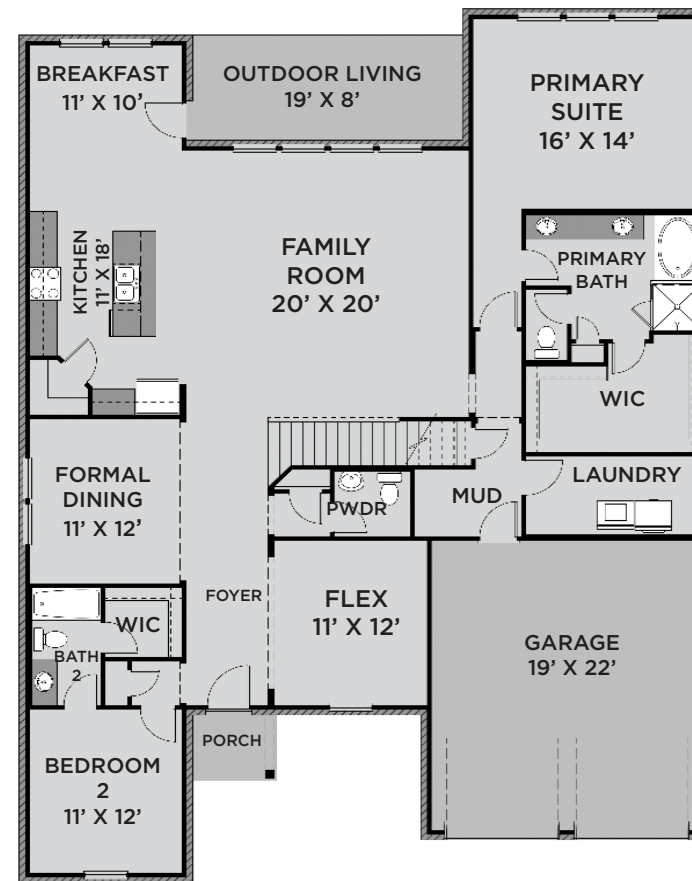 BREAKFAST
11’ X 10’
OUTDOOR LIVING
19’ X 8’
PRIMARY
SUITE
16’ X 14’
KITCHEN
11’ X 18’
FAMILY
ROOM
20’ X 20’
PRIMARY
BATH
WIC
FORMAL
DINING
11’ X 12’
PWDR
MUD
LAUNDRY
WIC
BATH
2
FOYER
FLEX
11’ X 12’
GARAGE
19’ X 22’
PORCH
BEDROOM
2
11’ X 12’